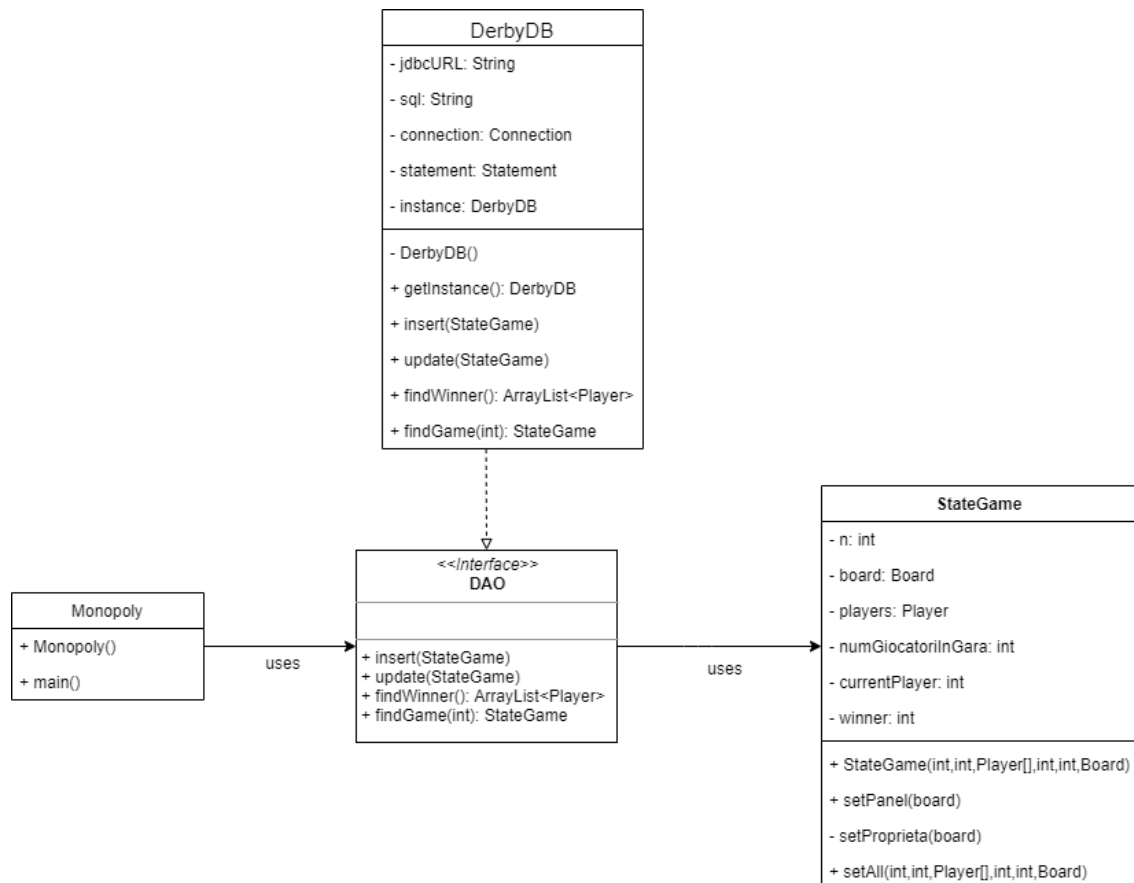 DerbyDB
- jdbcURL: String
- sql: String
- connection: Connection
- statement: Statement
- instance: DerbyDB
- DerbyDB()
+ getInstance(): DerbyDB
+ insert(StateGame)
+ update(StateGame)
+ findWinner(): ArrayList<Player>
+ findGame(int): StateGame
<<Interface>>
DAO
+ insert(StateGame)
+ update(StateGame)
+ findWinner(): ArrayList<Player>
+ findGame(int): StateGame
Monopoly
+ Monopoly()
+ main()
uses
uses
StateGame
- n: int
- board: Board
- players: Player
- numGiocatoriInGara: int
- currentPlayer: int
- winner: int
+ StateGame(int,int,Player[],int,int,Board)
+ setPanel(board)
- setProprieta(board)
+ setAll(int,int,Player[],int,int,Board)